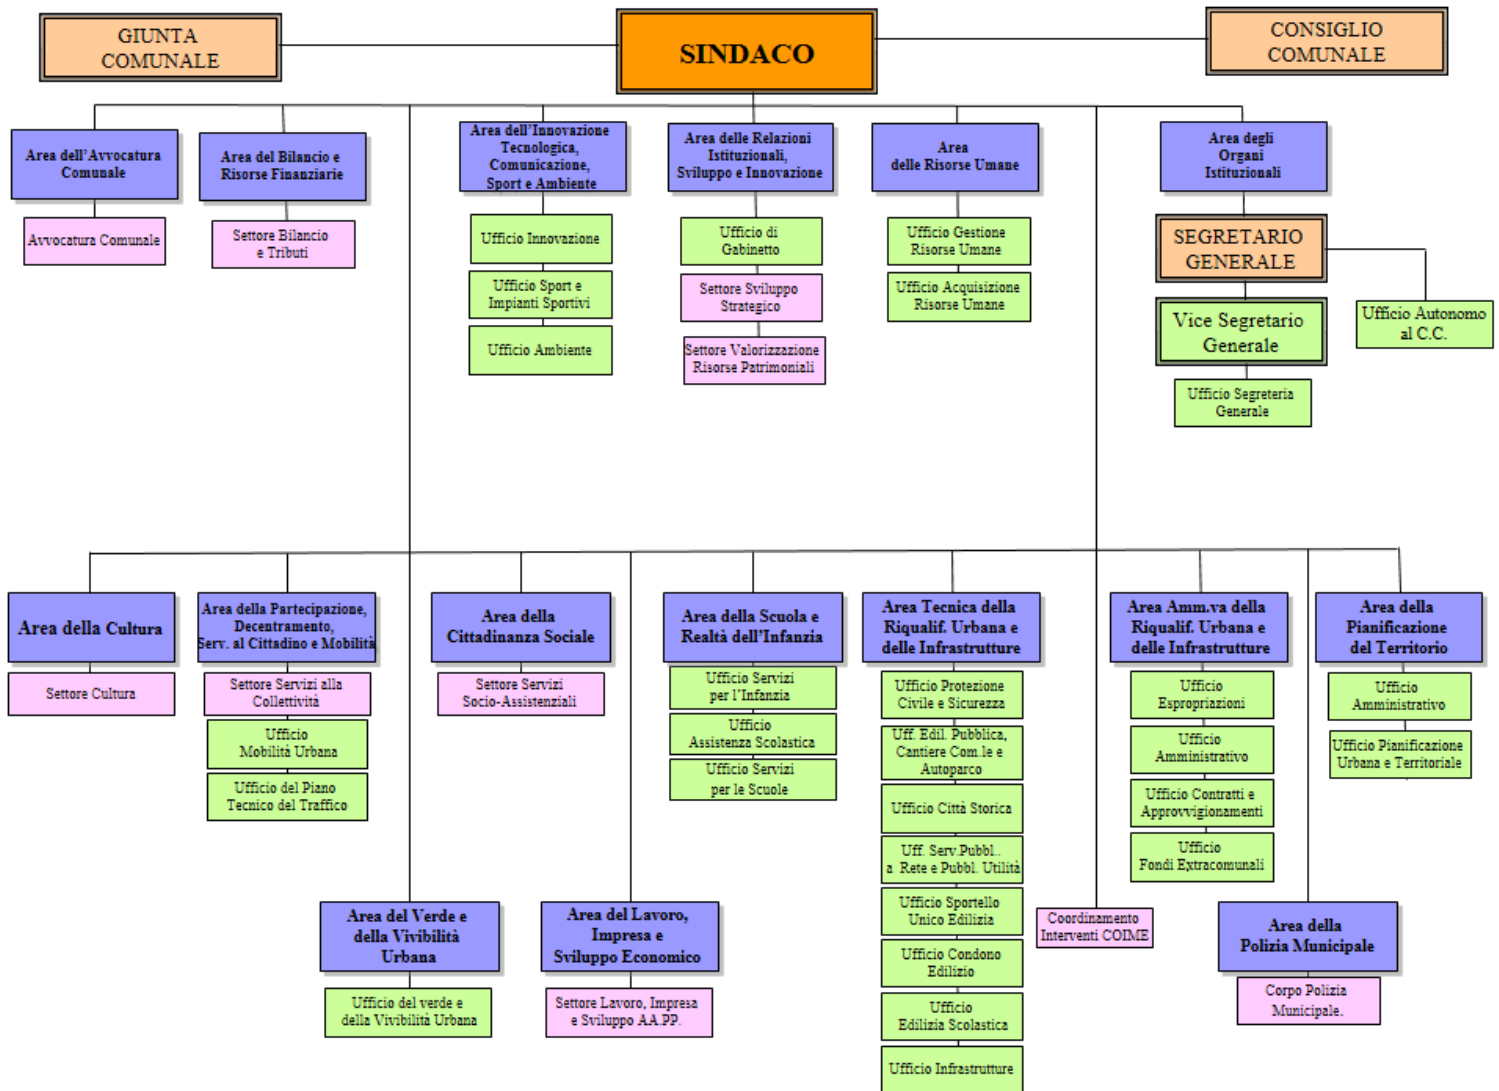 GIUNTA
COMUNALE
SINDACO
CONSIGLIO
COMUNALE
Area dell'Avvocatura
Comunale
Avvocatura Comunale
Area del Bilancio e
Risorse Finanziarie
Settore Bilancio
e Tributi
Area dell'Innovazione
Tecnologica,
Comunicazione,
Sport e Ambiente
Ufficio Innovazione
Ufficio Sport e
Impianti Sportivi
Ufficio Ambiente
Area delle Relazioni
Istituzionali,
Sviluppo e Innovazione
Ufficio di
Gabinetto
Settore Sviluppo
Strategico
Settore Valorizzazione
Risorse Patrimoniali
Area
delle Risorse Umane
Ufficio Gestione
Risorse Umane
Ufficio Acquisizione
Risorse Umane
Area degli
Organi
Istituzionali
SEGRETARIO
GENERALE
Vice Segretario
Generale
Ufficio Segreteria
Generale
Ufficio Autonomo
al C.C.
Area della Cultura
Settore Cultura
Area della Partecipazione,
Decentramento,
Serv. al Cittadino e Mobilità
Settore Servizi alla
Collettività
Ufficio
Mobilità Urbana
Ufficio del Piano
Tecnico del Traffico
Area del Verde e
della Vivibilità
Urbana
Ufficio del verde e
della Vivibilità Urbana
Area della
Cittadinanza Sociale
Settore Servizi
Socio-Assistenziali
Area del Lavoro,
Impresa e
Sviluppo Economico
Settore Lavoro, Impresa
e Sviluppo AA.PP.
Area della Scuola e
Realtà dell'Infanzia
Ufficio Servizi
per l'Infanzia
Ufficio
Assistenza Scolastica
Ufficio Servizi
per le Scuole
Area Tecnica della
Riqualif. Urbana e
delle Infrastrutture
Ufficio Protezione
Civile e Sicurezza
Uff. Edil. Pubblica,
Cantiere Com.le e
Autoparco
Ufficio Città Storica
Uff. Serv.Pubbl..
a Rete e Pubbl. Utilità
Ufficio Sportello
Unico Edilizia
Ufficio Condono
Edilizio
Ufficio
Edilizia Scolastica
Ufficio Infrastrutture
Coordinamento
Interventi COIME
Area Amm.va della
Riqualif. Urbana e
delle Infrastrutture
Ufficio
Espropriazioni
Ufficio
Amministrativo
Ufficio Contratti e
Approvvigionamenti
Ufficio
Fondi Extracomunali
Area della
Polizia Municipale
Corpo Polizia
Municipale.
Area della
Pianificazione
del Territorio
Ufficio
Amministrativo
Ufficio Pianificazione
Urbana e Territoriale